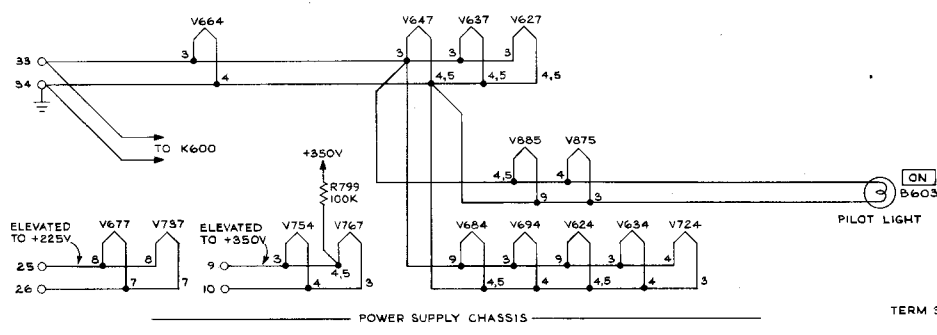 V664 V647 V637 V627
33 3 3 3 3
34 4 4,5 4,5 4,5
TO K600
+350V
R799
100K
V885 V875
4,5 4
9 3
ON
B603
PILOT LIGHT
ELEVATED
TO +225V
V677 V737
25 8 8
26 7 7
ELEVATED
TO +350V
V754 V767
9 3 4,5
10 4 3
V684 V694 V624 V634 V724
9 3 9 3 4
4,5 4 4,5 4 3
POWER SUPPLY CHASSIS
TERM